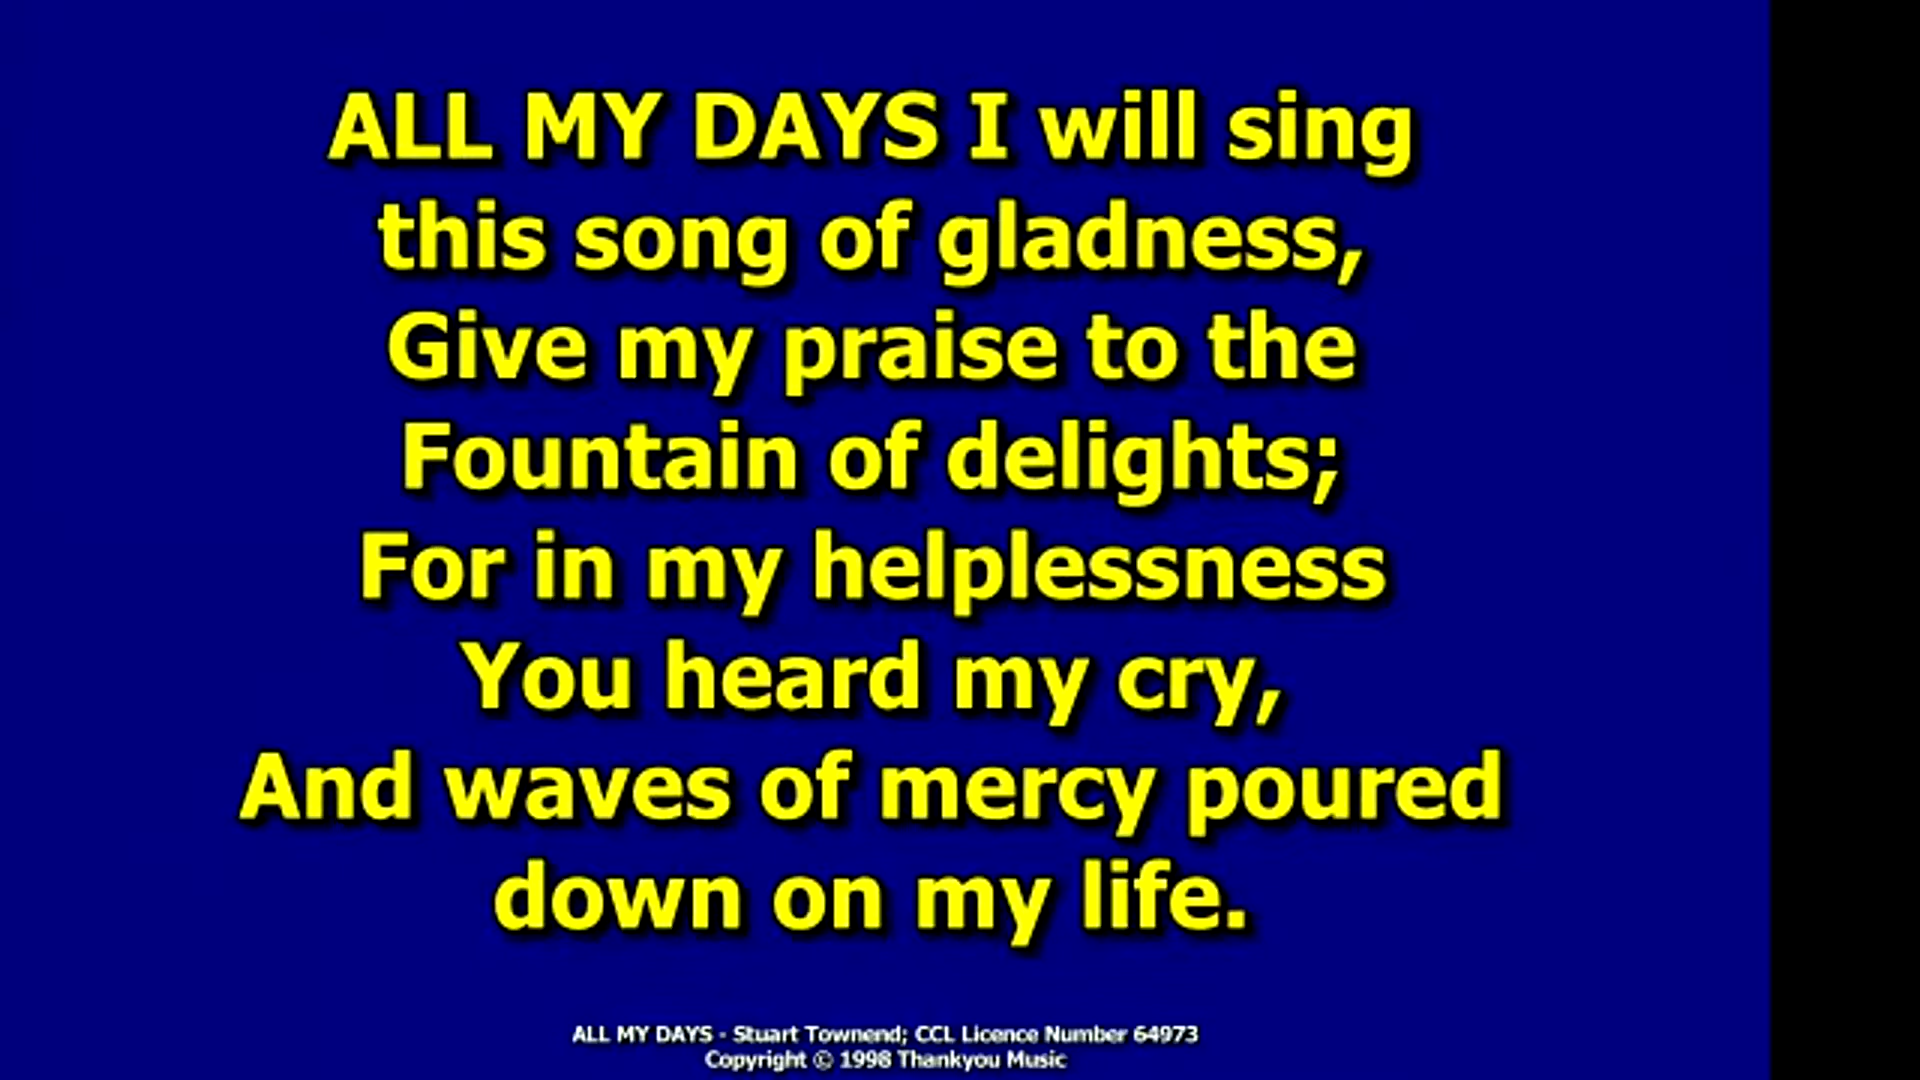 ALL MY DAYS I will sing
this song of gladness,
Give my praise to the
Fountain of delights;
For in my helplessness
You heard my cry,
And waves of mercy poured
down on my life.
ALL MY DAYS - Stuart Townend; CCL Licence Number 64973
Copyright © 1998 Thankyou Music